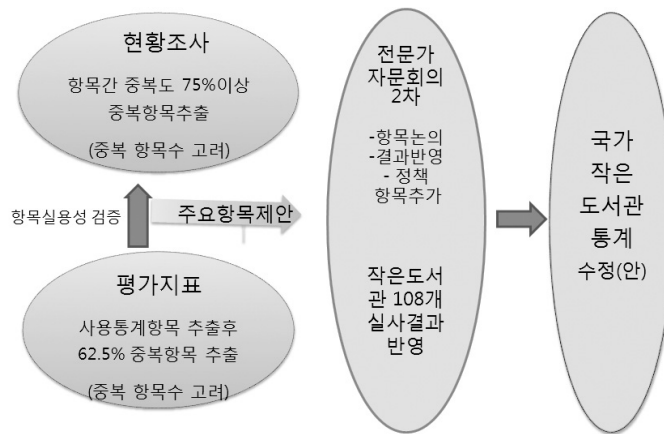 현황조사
항목간 중복도 75%이상
중복항목추출
(중복 항목수 고려)
항목실용성 검증
주요항목제안
평가지표
사용통계항목 추출후
62.5% 중복항목 추출
(중복 항목수 고려)
전문가
자문회의
2차
-항목논의
-결과반영
- 정책
항목추가
작은도서
관 108개
실사결과
반영
국가
작은
도서관
통계
수정(안)